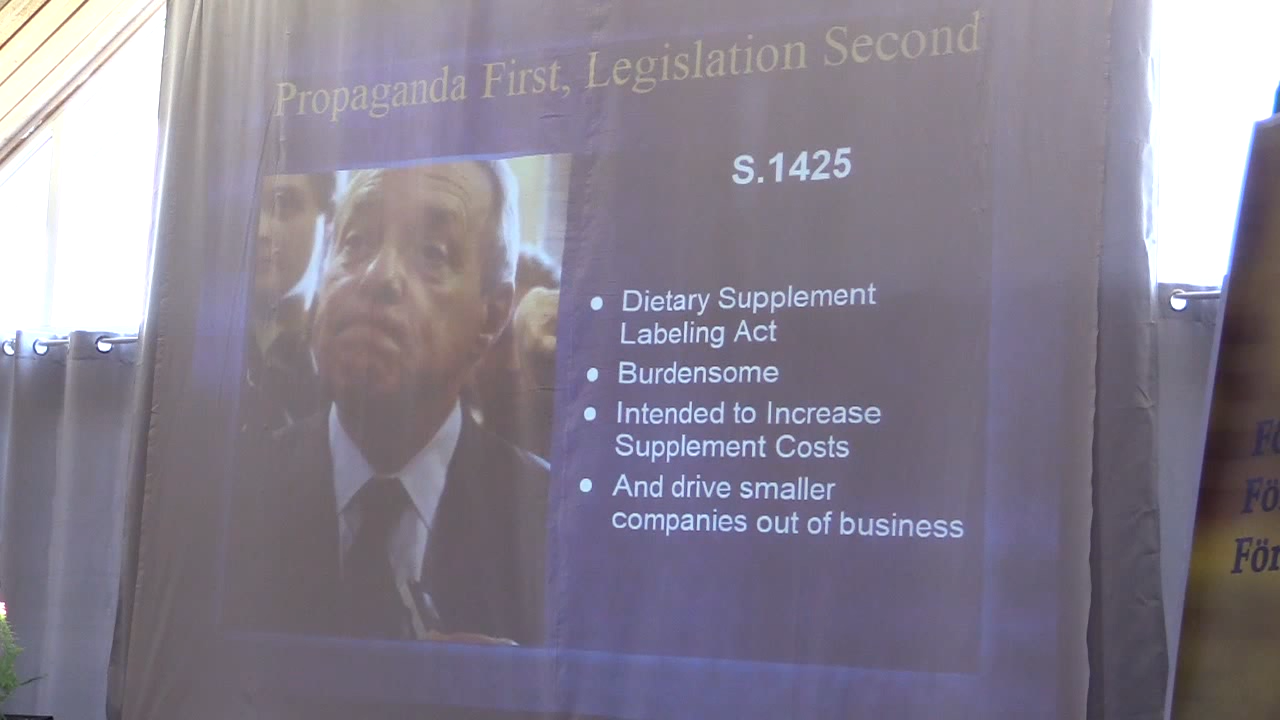 Propaganda First, Legislation Second
S.1425
Dietary Supplement
Labeling Act
Burdensome
Intended to Increase
Supplement Costs
And drive smaller
companies out of business